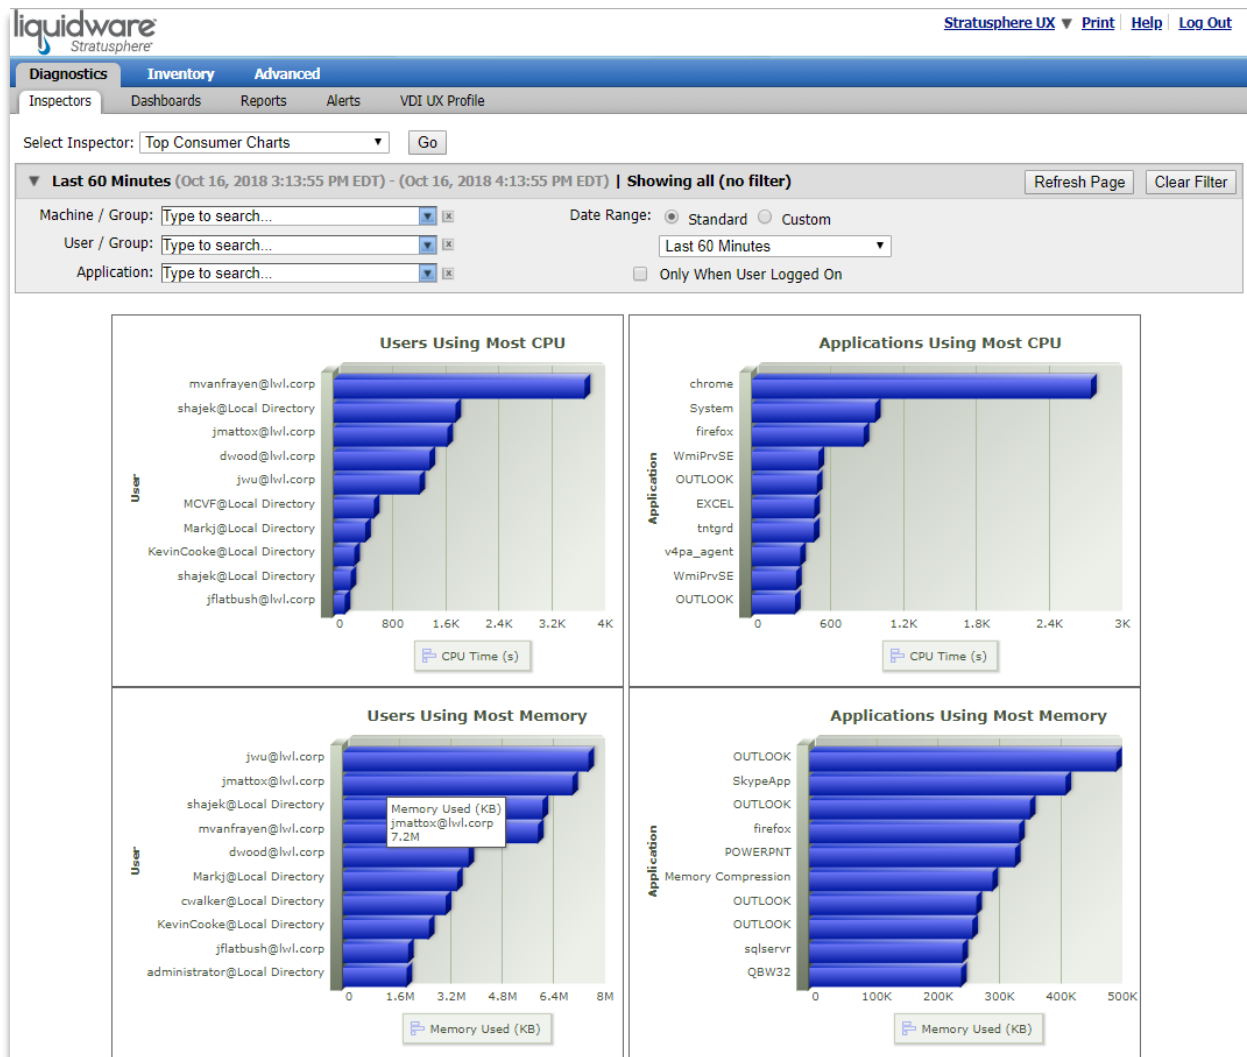 liquidware
Stratusphere
Stratusphere UX ▼ Print Help Log Out
Diagnostics Inventory Advanced
Inspectors Dashboards Reports Alerts VDI UX Profile
Select Inspector: Top Consumer Charts Go
Last 60 Minutes (Oct 16, 2018 3:13:55 PM EDT) - (Oct 16, 2018 4:13:55 PM EDT) | Showing all (no filter) Refresh Page Clear Filter
Machine / Group: Type to search... Date Range: Standard Custom
User / Group: Type to search... Last 60 Minutes
Application: Type to search... Only When User Logged On
Users Using Most CPU
mvanfrayen@lwl.corp
shajek@Local Directory
jmattox@lwl.corp
dwood@lwl.corp
jwu@lwl.corp
MCVF@Local Directory
Markj@Local Directory
KevinCooke@Local Directory
shajek@Local Directory
jflatbush@lwl.corp
User
0 800 1.6K 2.4K 3.2K 4K
CPU Time (s)
Applications Using Most CPU
chrome
System
firefox
WmiPrvSE
OUTLOOK
EXCEL
tntgrd
v4pa_agent
WmiPrvSE
OUTLOOK
Application
0 600 1.2K 1.8K 2.4K 3K
CPU Time (s)
Users Using Most Memory
jwu@lwl.corp
jmattox@lwl.corp
shajek@Local Directory
mvanfrayen@lwl.corp
dwood@lwl.corp
Markj@Local Directory
cwalker@Local Directory
KevinCooke@Local Directory
jflatbush@lwl.corp
administrator@Local Directory
User
Memory Used (KB)
jmattox@lwl.corp
7.2M
0 1.6M 3.2M 4.8M 6.4M 8M
Memory Used (KB)
Applications Using Most Memory
OUTLOOK
SkypeApp
OUTLOOK
firefox
POWERPNT
Memory Compression
OUTLOOK
OUTLOOK
sqlservr
QBW32
Application
0 100K 200K 300K 400K 500K
Memory Used (KB)